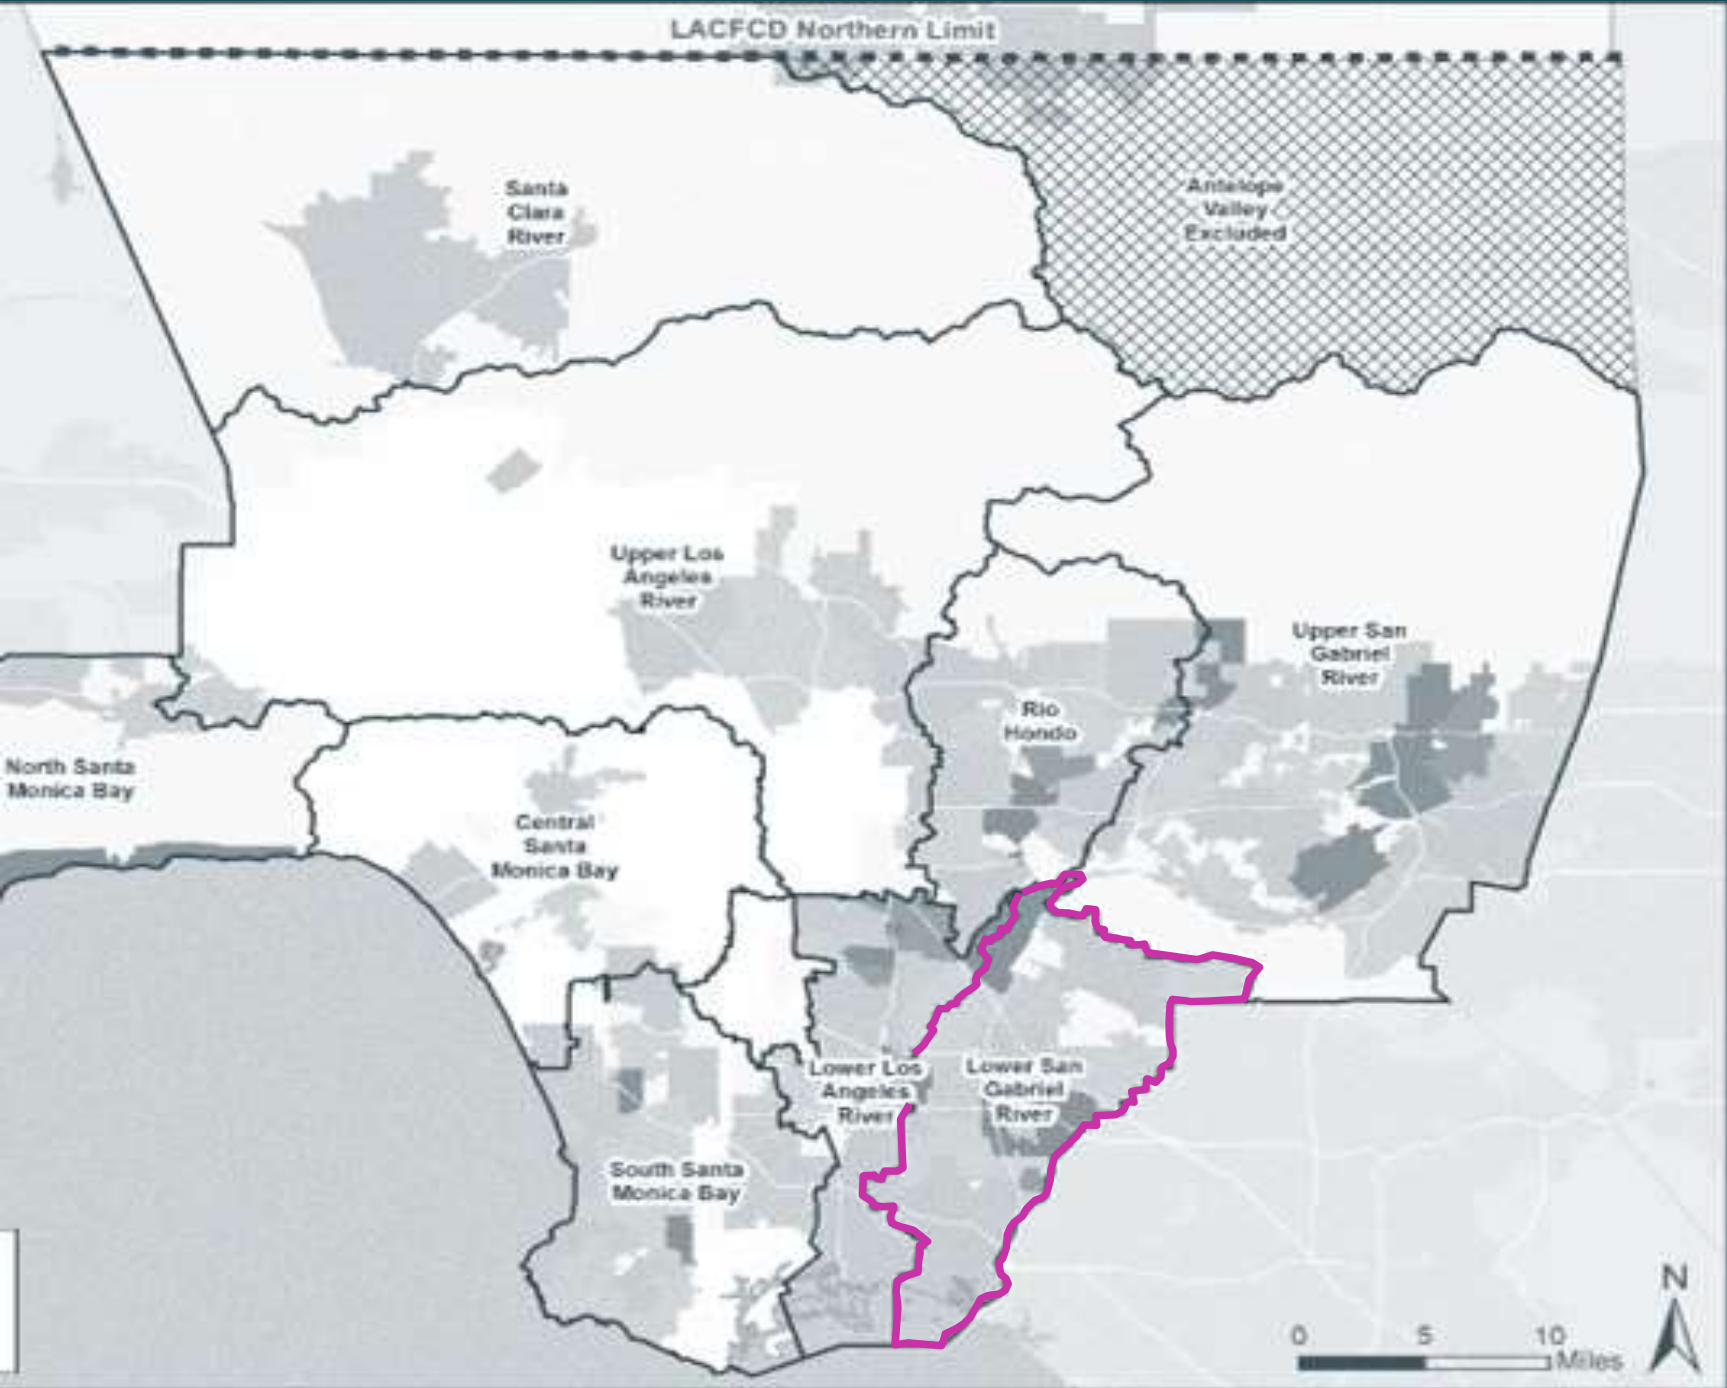 LACFCD Northern Limit
Santa
Clara
River
Antelope
Valley
Excluded
Upper Los
Angeles
River
Upper San
Gabriel
River
Rio
Hondo
North Santa
Monica Bay
Central
Santa
Monica Bay
Lower Los
Angeles
River
Lower San
Gabriel
River
South Santa
Monica Bay
N
0 5 10
Miles